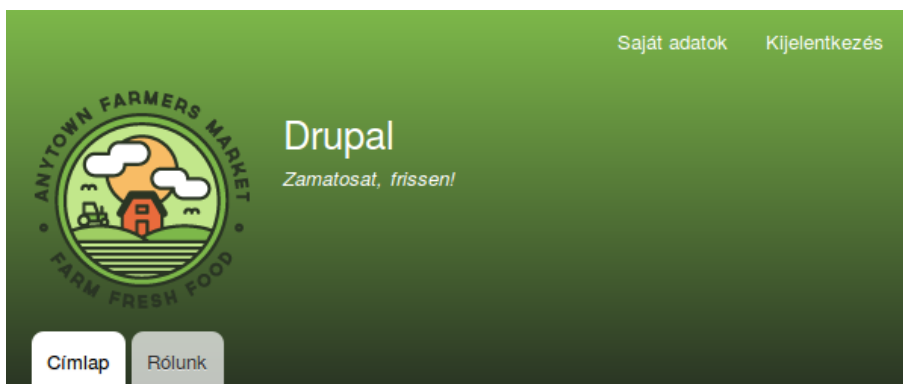 Saját adatok Kijelentkezés
ANYTOWN FARMERS MARKET
FARM FRESH FOOD
Drupal
Zamatosat, frissen!
Címlap Rólunk